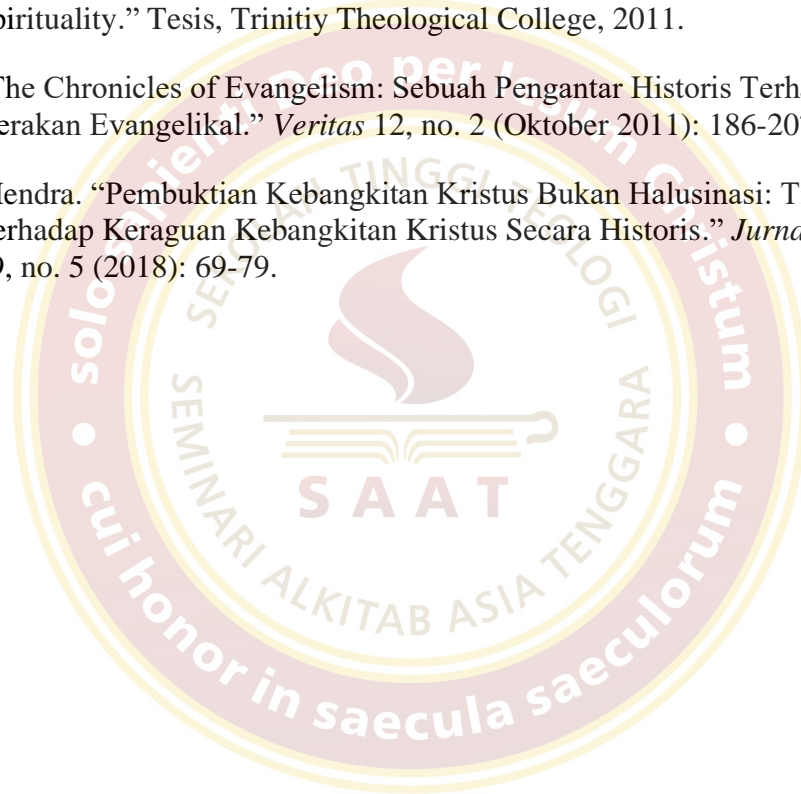 pirituality.” Tesis, Trinitiy Theological College, 2011.
The Chronicles of Evangelism: Sebuah Pengantar Historis Terha
erakan Evangelikal.” Veritas 12, no. 2 (Oktober 2011): 186-20
Hendra. “Pembuktian Kebangkitan Kristus Bukan Halusinasi: T
erhadap Keraguan Kebangkitan Kristus Secara Historis.” Jurna
9, no. 5 (2018): 69-79.
solo sapienti Deo per Iesum Christum
SEKOLAH TINGGI TEOLOGI
SAAT
SEMINARI ALKITAB ASIA TENGGARA
cui honor in saecula saeculorum